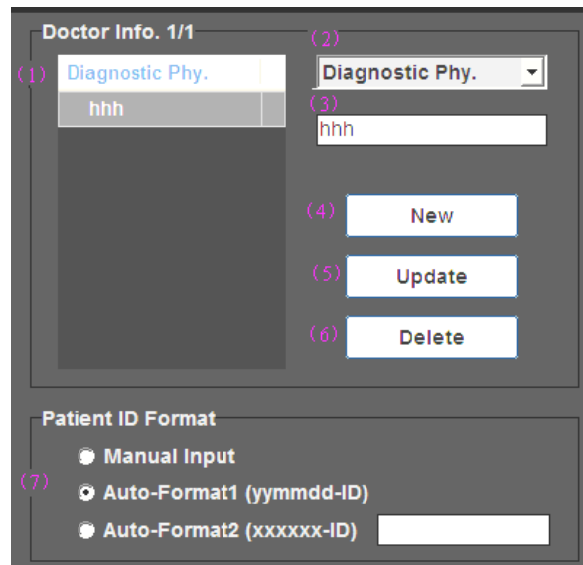 Doctor Info. 1/1
(1) Diagnostic Phy.
hhh
(2)
Diagnostic Phy.
(3)
hhh
(4) New
(5) Update
(6) Delete
Patient ID Format
(7)
Manual Input
Auto-Format1 (yymmdd-ID)
Auto-Format2 (xxxxxx-ID)